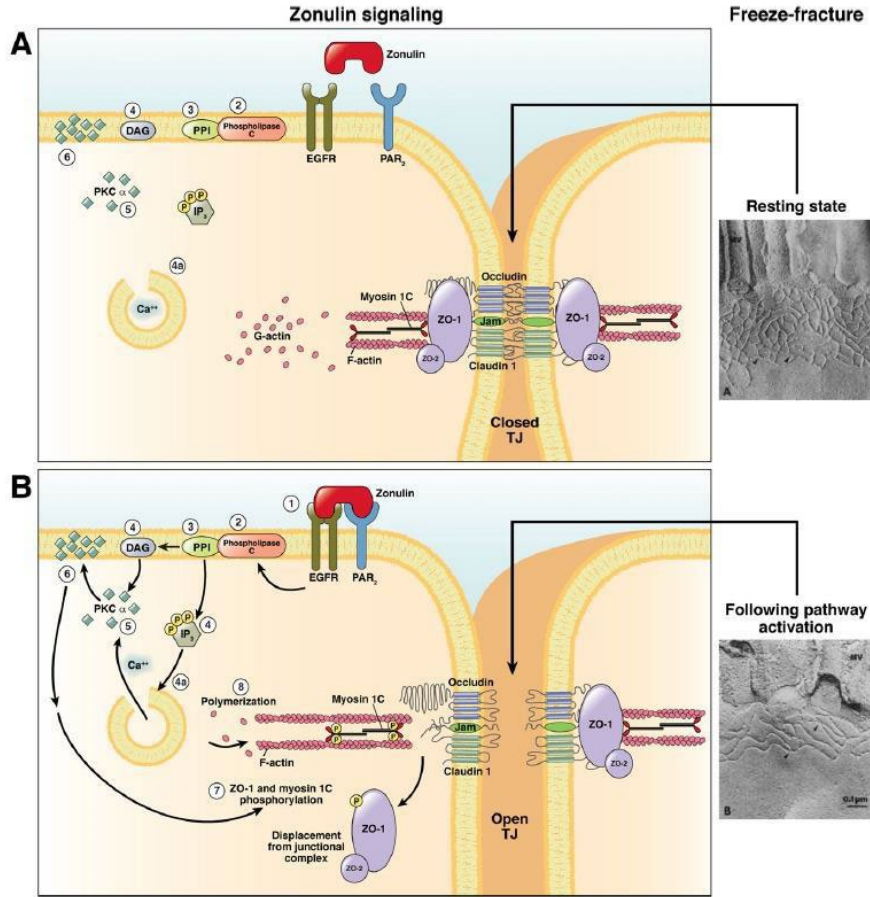 Zonulin signaling
Freeze-fracture
A
Zonulin
4
3
2
DAG
PPI
Phospholipase
C
6
EGFR
PAR2
PKC α
5
P
P
P
IP3
Resting state
4a
Ca++
MV
Occludin
Myosin 1C
ZO-1
Jam
ZO-1
G-actin
F-actin
ZO-2
ZO-2
Claudin 1
A
Closed
TJ
B
1
Zonulin
4
3
2
DAG
PPI
Phospholipase
C
6
EGFR
PAR2
PKC α
5
P
P
P
IP3
4
Following pathway
activation
Ca++
4a
8
Polymerization
Occludin
Myosin 1C
MV
P
P
P
P
Jam
ZO-1
F-actin
Claudin 1
ZO-2
7
ZO-1 and myosin 1C
phosphorylation
P
ZO-1
Displacement
from junctional
complex
ZO-2
Open
TJ
B
0.1µm